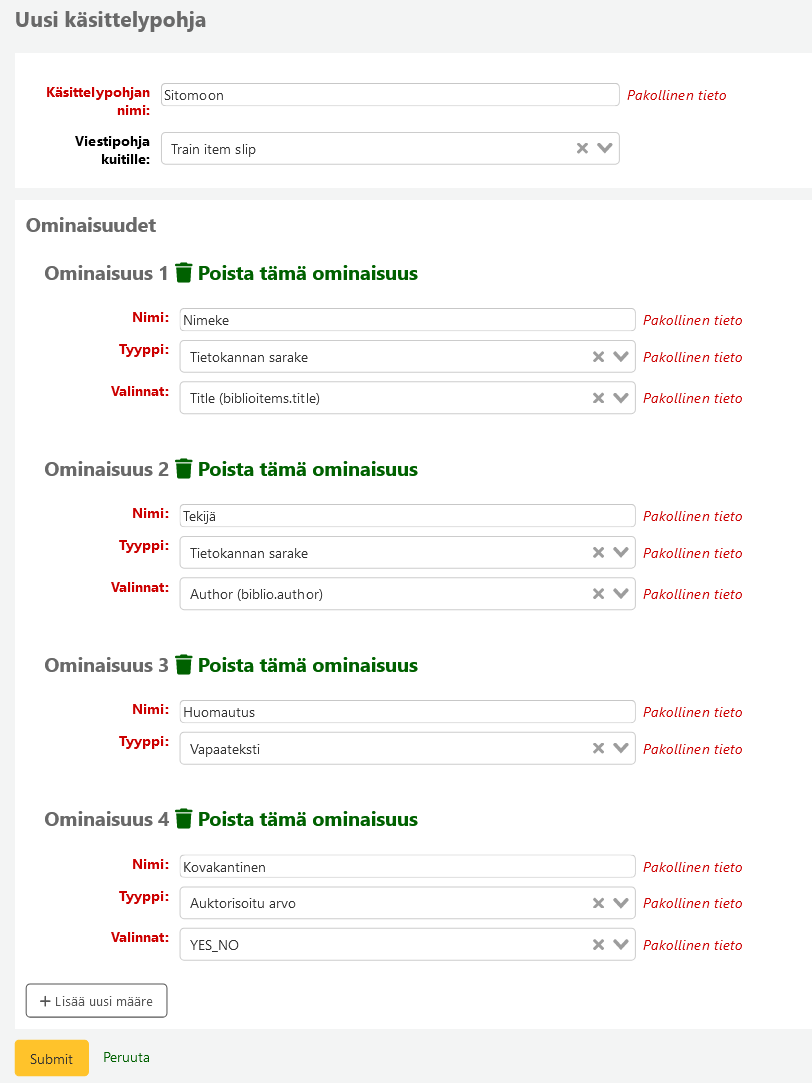 Uusi käsittelypohja
Käsittelypohjan nimi: Sitomoon Pakollinen tieto
Viestipohja kuitille: Train item slip
Ominaisuudet
Ominaisuus 1 Poista tämä ominaisuus
Nimi: Nimeke Pakollinen tieto
Tyyppi: Tietokannan sarake Pakollinen tieto
Valinnat: Title (biblioitems.title) Pakollinen tieto
Ominaisuus 2 Poista tämä ominaisuus
Nimi: Tekijä Pakollinen tieto
Tyyppi: Tietokannan sarake Pakollinen tieto
Valinnat: Author (biblio.author) Pakollinen tieto
Ominaisuus 3 Poista tämä ominaisuus
Nimi: Huomautus Pakollinen tieto
Tyyppi: Vapaateksti Pakollinen tieto
Ominaisuus 4 Poista tämä ominaisuus
Nimi: Kovakantinen Pakollinen tieto
Tyyppi: Auktorisoitu arvo Pakollinen tieto
Valinnat: YES_NO Pakollinen tieto
+ Lisää uusi määre
Submit Peruuta